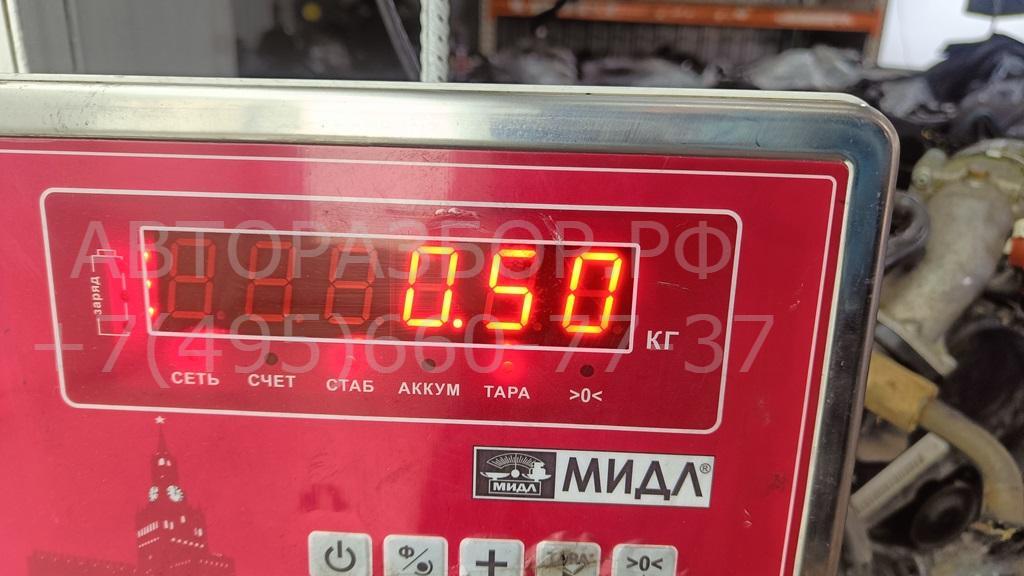 АВТОРАЗБОР.РФ
+7(495)660 77 37
заряд
0.50
КГ
СЕТЬ СЧЕТ СТАБ АККУМ ТАРА >0<
МИДЛ МИДЛ®
Ф + ТАРА >0<